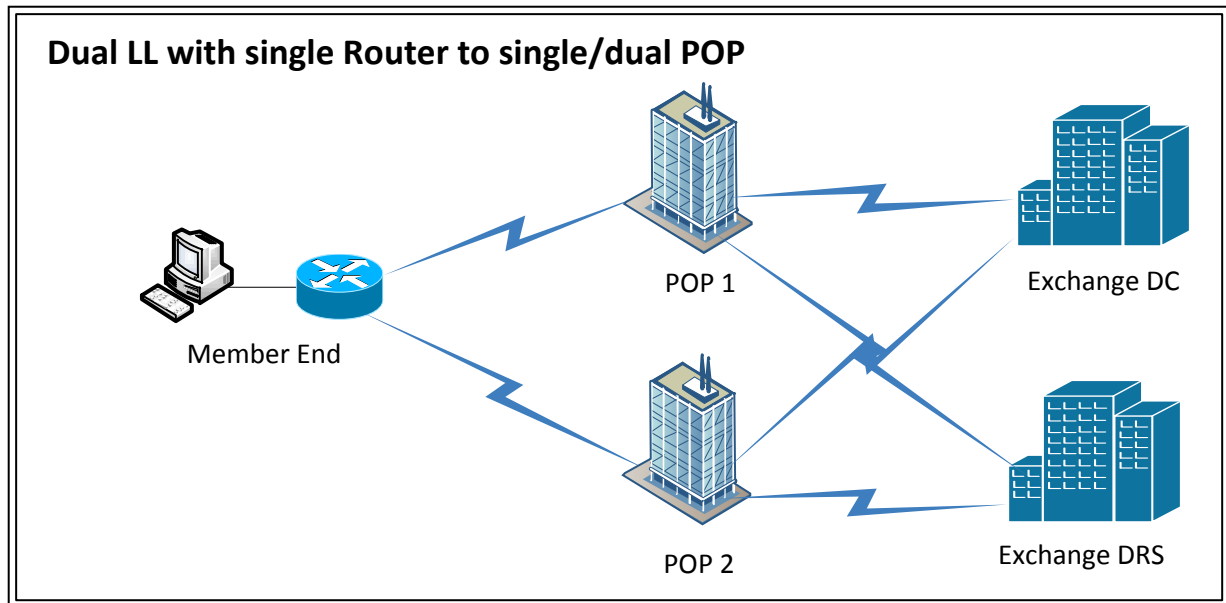 Dual LL with single Router to single/dual POP
POP 1
Exchange DC
Member End
POP 2
Exchange DRS